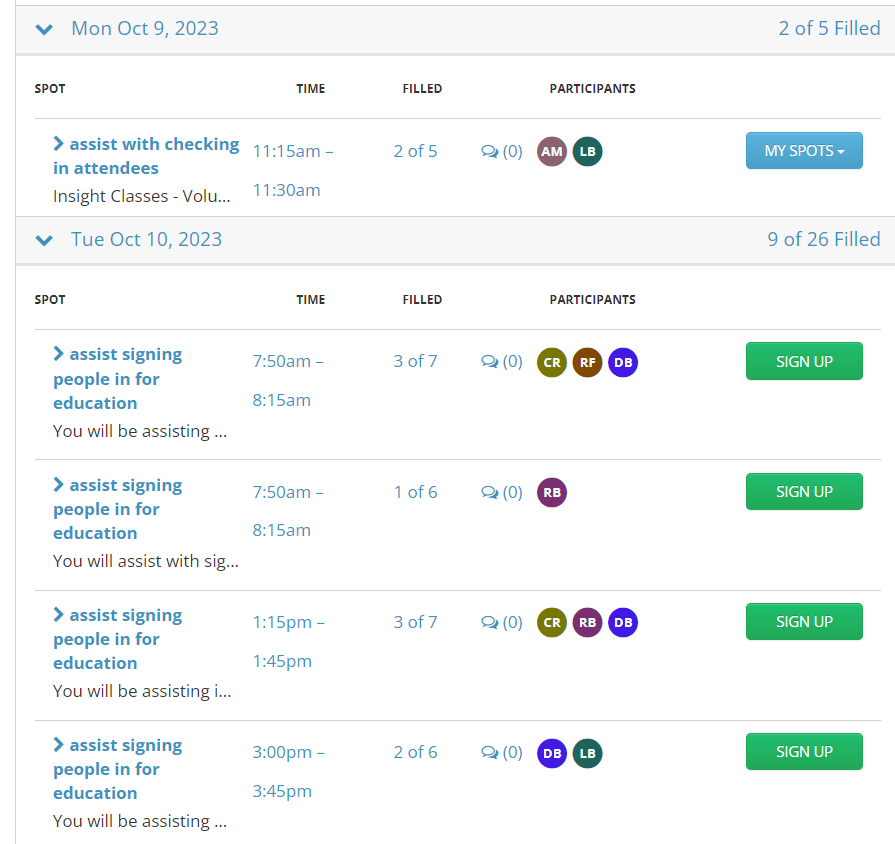 Mon Oct 9, 2023 2 of 5 Filled
SPOT TIME FILLED PARTICIPANTS
assist with checking
in attendees
Insight Classes - Volu...
11:15am –
11:30am
2 of 5 (0) AM LB MY SPOTS
Tue Oct 10, 2023 9 of 26 Filled
SPOT TIME FILLED PARTICIPANTS
assist signing
people in for
education
You will be assisting ...
7:50am –
8:15am
3 of 7 (0) CR RF DB SIGN UP
assist signing
people in for
education
You will assist with sig...
7:50am –
8:15am
1 of 6 (0) RB SIGN UP
assist signing
people in for
education
You will be assisting i...
1:15pm –
1:45pm
3 of 7 (0) CR RB DB SIGN UP
assist signing
people in for
education
You will be assisting ...
3:00pm –
3:45pm
2 of 6 (0) DB LB SIGN UP